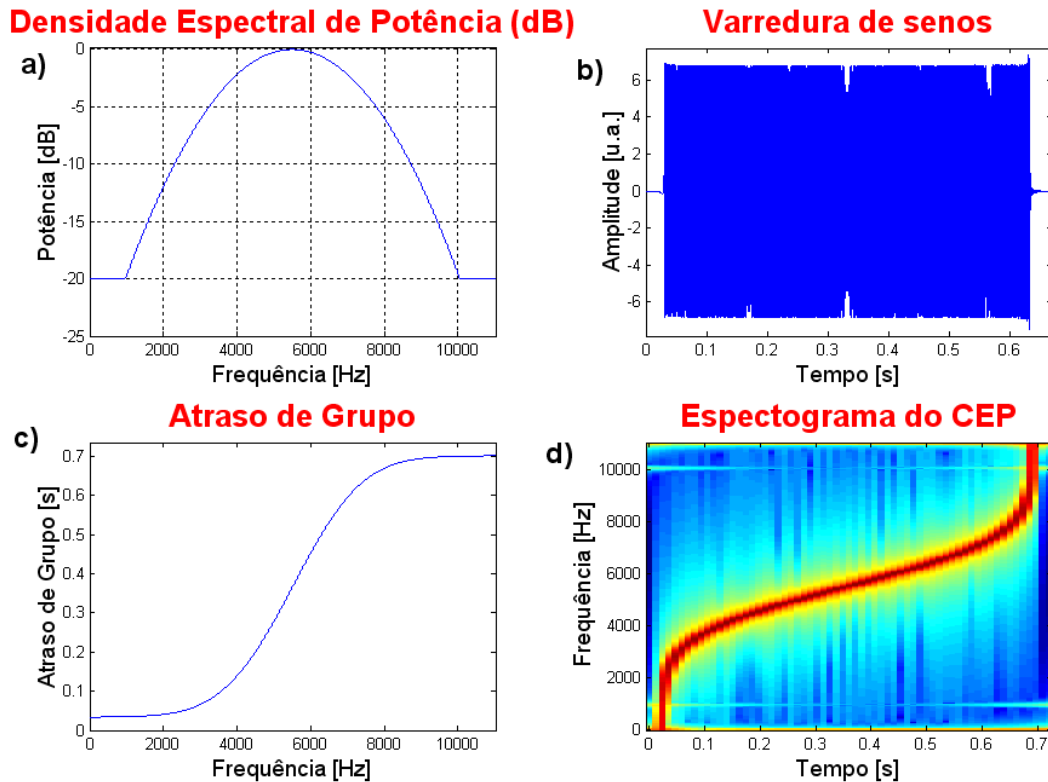 Densidade Espectral de Potência (dB)
a)
0
-5
-10
-15
-20
-25
Potência [dB]
0 2000 4000 6000 8000 10000
Frequência [Hz]
Varredura de senos
b)
6
4
2
0
-2
-4
-6
Amplitude [u.a.]
0 0.1 0.2 0.3 0.4 0.5 0.6
Tempo [s]
Atraso de Grupo
c)
0.7
0.6
0.5
0.4
0.3
0.2
0.1
0
Atraso de Grupo [s]
0 2000 4000 6000 8000 10000
Frequência [Hz]
Espectograma do CEP
d)
10000
8000
6000
4000
2000
0
Frequência [Hz]
0 0.1 0.2 0.3 0.4 0.5 0.6 0.7
Tempo [s]